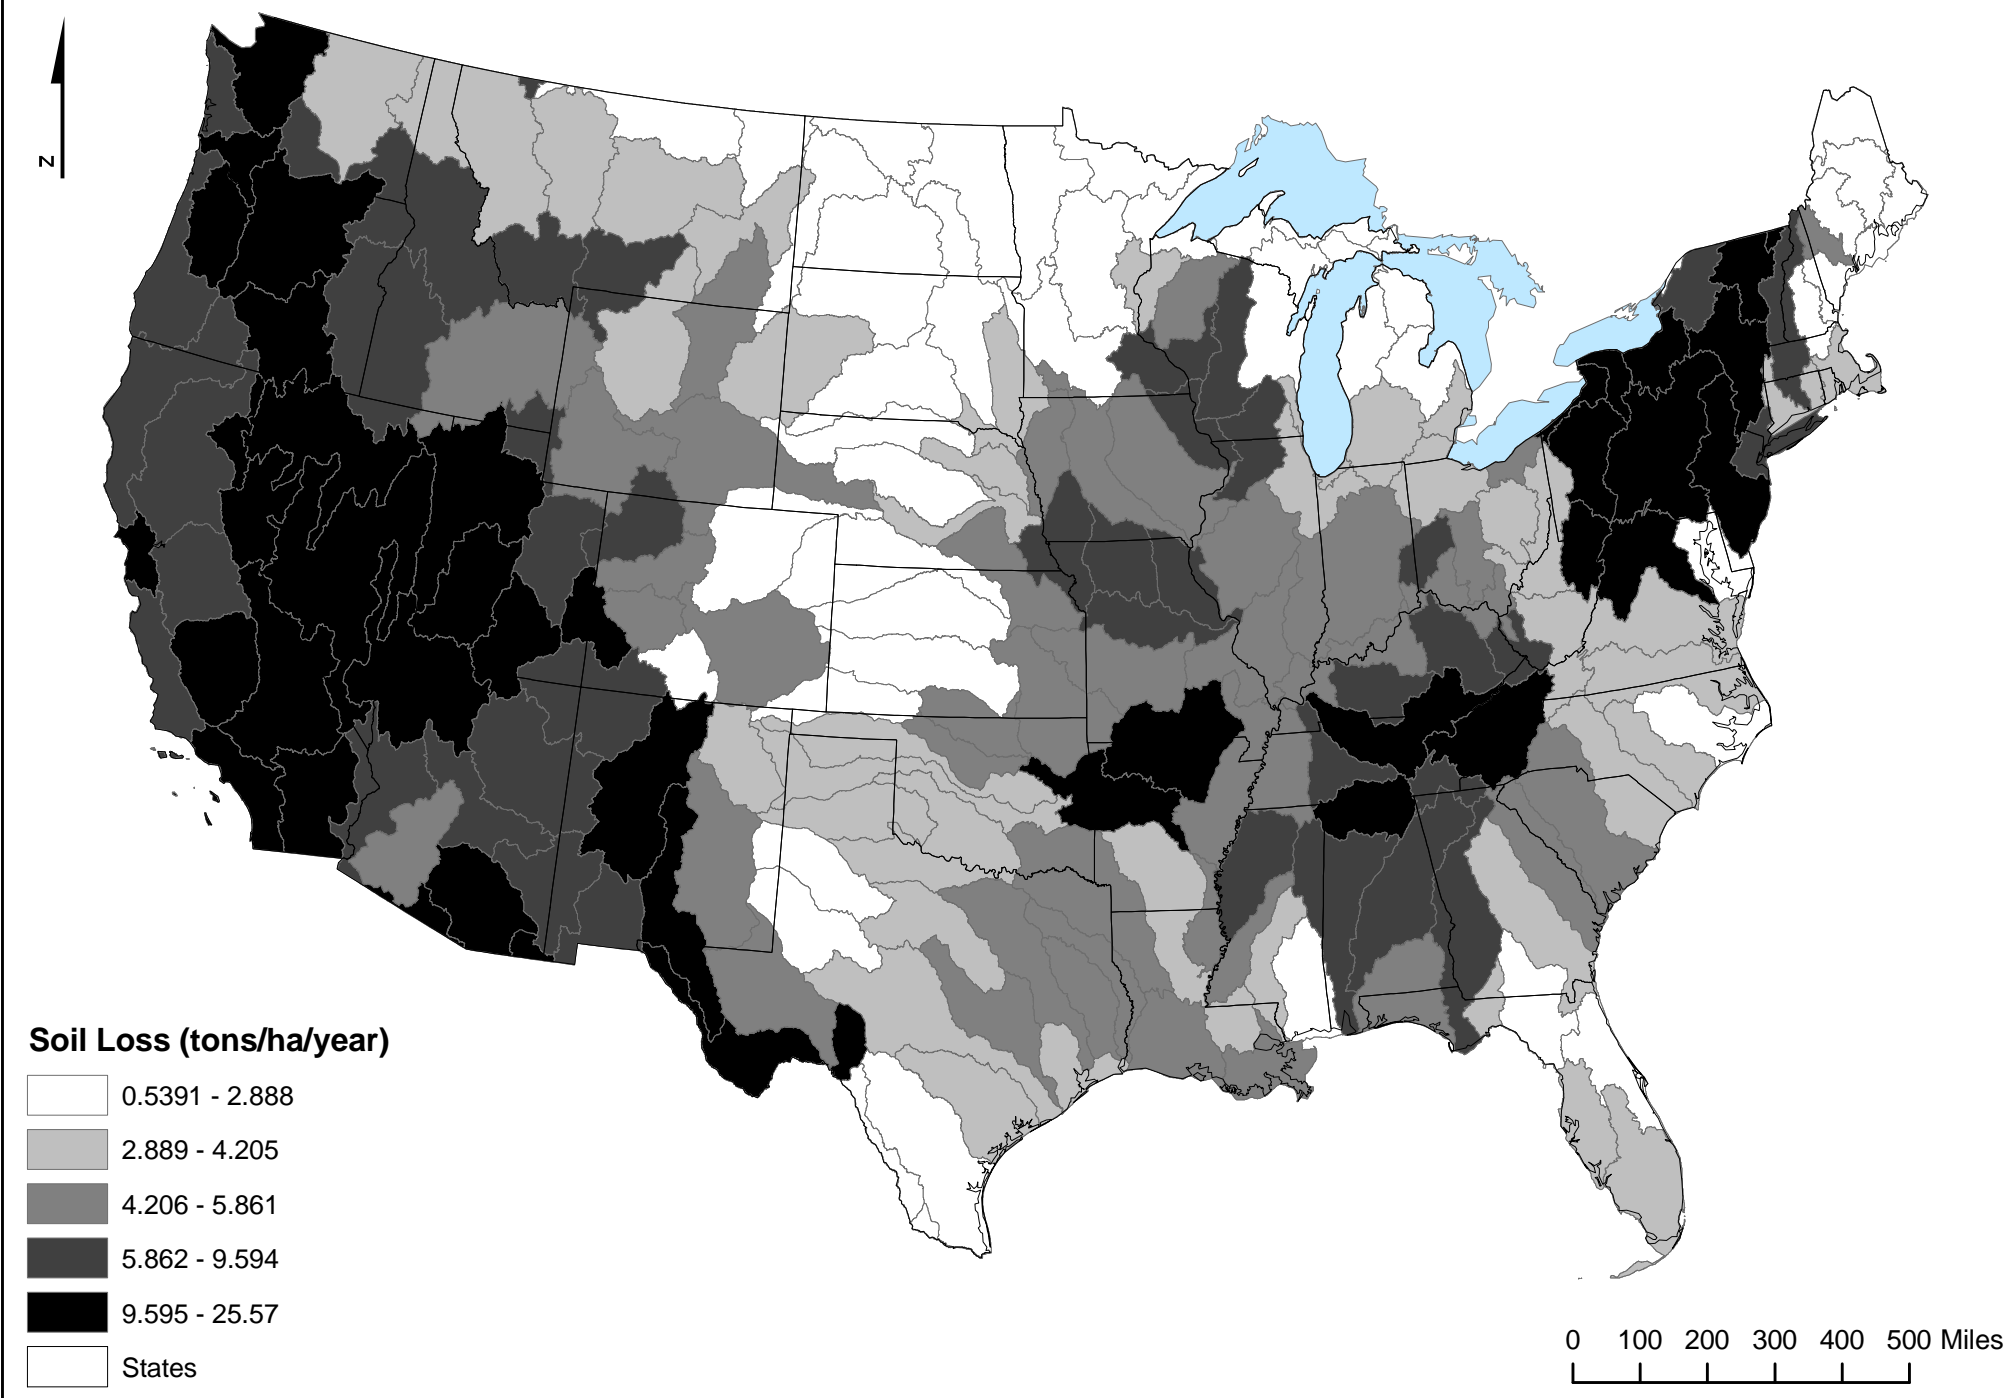 N
Soil Loss (tons/ha/year)
0.5391 - 2.888
2.889 - 4.205
4.206 - 5.861
5.862 - 9.594
9.595 - 25.57
States
0 100 200 300 400 500 Miles